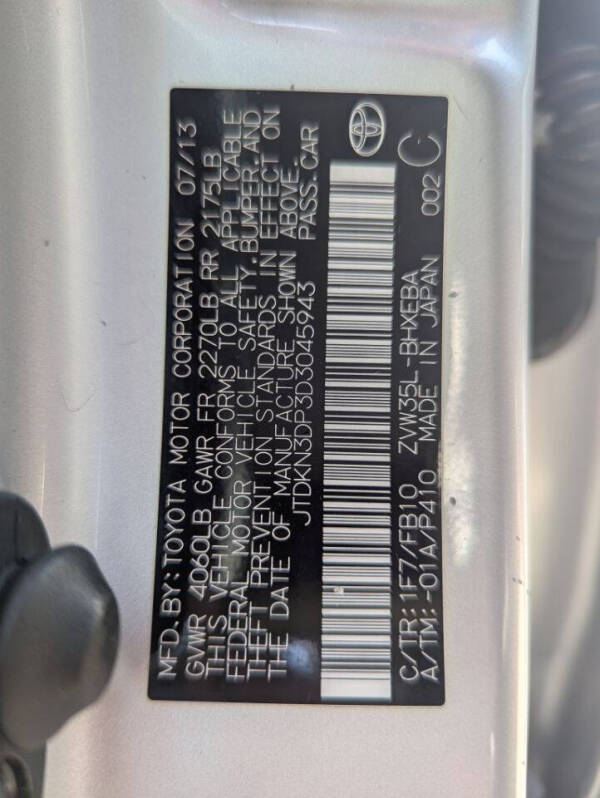 MFD.BY:TOYOTA MOTOR CORPORATION 07/13
GVWR 4060LB GAWR FR 2270LB RR 2175LB
THIS VEHICLE CONFORMS TO ALL APPLICABLE
FEDERAL MOTOR VEHICLE SAFETY,BUMPER,AND
THEFT PREVENTION STANDARDS IN EFFECT ON
THE DATE OF MANUFACTURE SHOWN ABOVE.
JTDKN3DP3D3045943 PASS.CAR
C/TR:1F7/FB10 ZVW35L-BHXEBA
A/TM:-01A/P410 MADE IN JAPAN 002 C